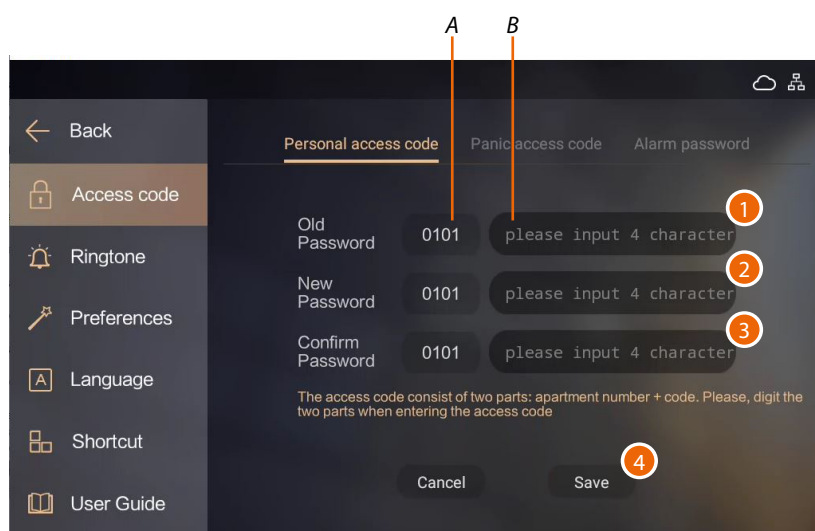 A B
Back
Personal access code Panic access code Alarm password
Access code
1
Old
Password 0101 please input 4 character
Ringtone
2
New
Password 0101 please input 4 character
Preferences
3
Confirm
Password 0101 please input 4 character
A Language
The access code consist of two parts: apartment number + code. Please, digit the
two parts when entering the access code
Shortcut
4
Cancel Save
User Guide